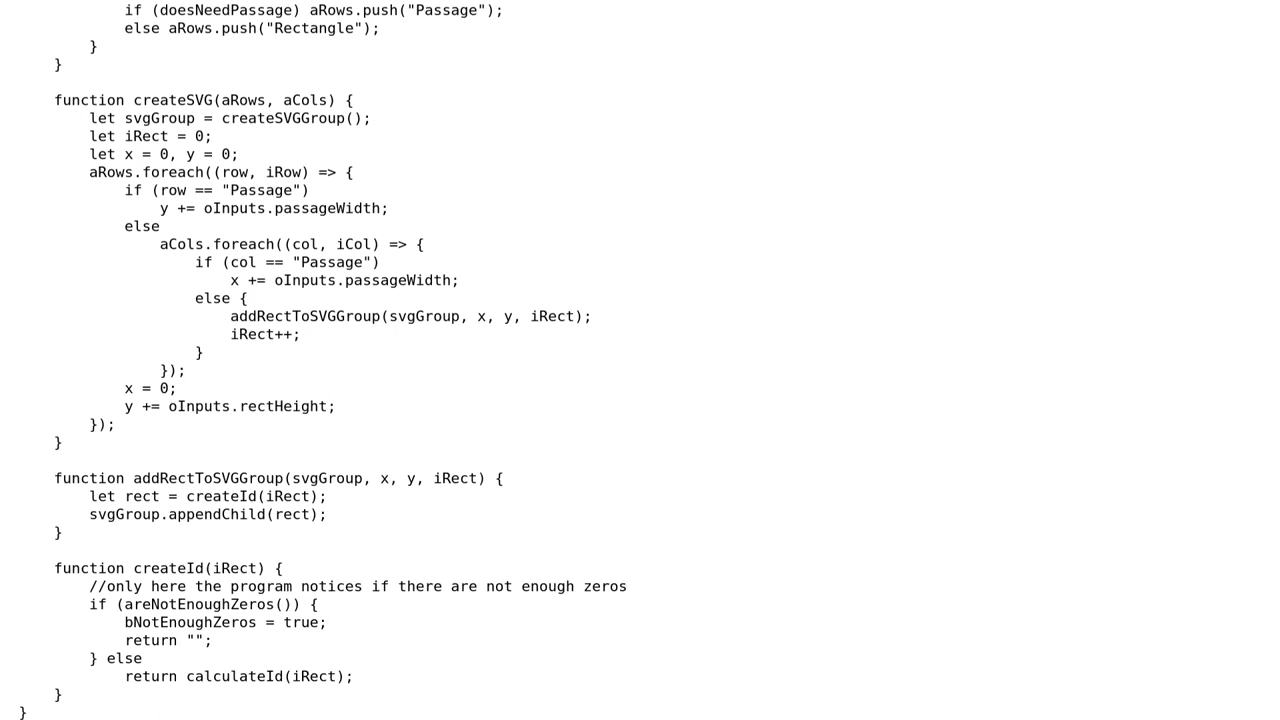 if (doesNeedPassage) aRows.push("Passage");
            else aRows.push("Rectangle");
        }
    }

    function createSVG(aRows, aCols) {
        let svgGroup = createSVGGroup();
        let iRect = 0;
        let x = 0, y = 0;
        aRows.foreach((row, iRow) => {
            if (row == "Passage")
                y += oInputs.passageWidth;
            else
                aCols.foreach((col, iCol) => {
                    if (col == "Passage")
                        x += oInputs.passageWidth;
                    else {
                        addRectToSVGGroup(svgGroup, x, y, iRect);
                        iRect++;
                    }
                });
            x = 0;
            y += oInputs.rectHeight;
        });
    }

    function addRectToSVGGroup(svgGroup, x, y, iRect) {
        let rect = createId(iRect);
        svgGroup.appendChild(rect);
    }

    function createId(iRect) {
        //only here the program notices if there are not enough zeros
        if (areNotEnoughZeros()) {
            bNotEnoughZeros = true;
            return "";
        } else
            return calculateId(iRect);
    }
}